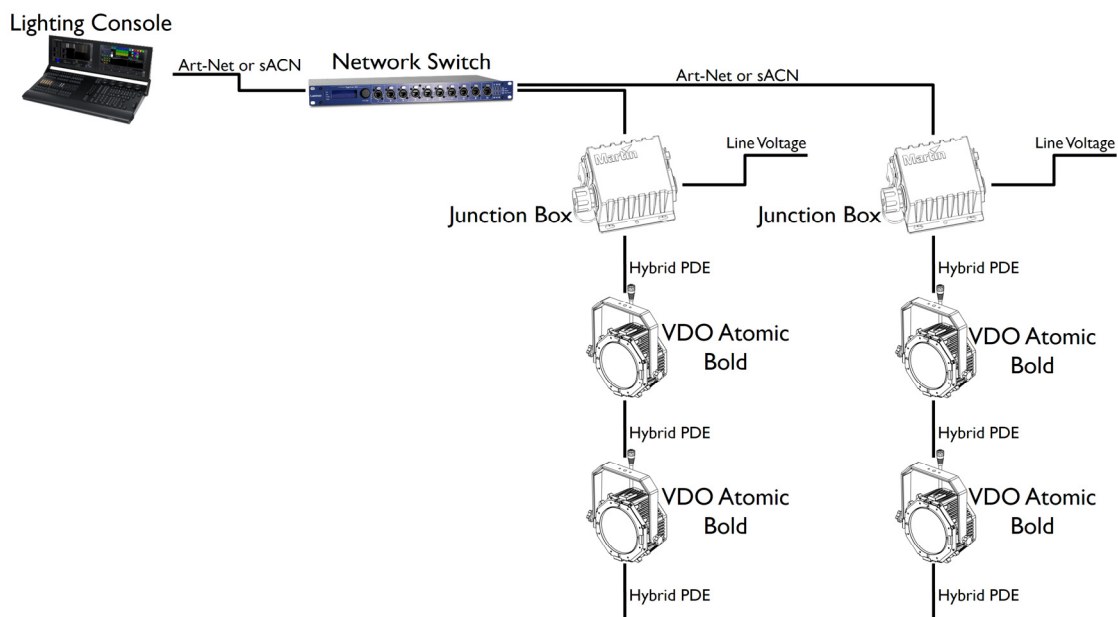 Lighting Console
Art-Net or sACN
Network Switch
Art-Net or sACN
Martin
Line Voltage
Martin
Line Voltage
Junction Box
Junction Box
Hybrid PDE
Hybrid PDE
VDO Atomic
Bold
VDO Atomic
Bold
Hybrid PDE
Hybrid PDE
VDO Atomic
Bold
VDO Atomic
Bold
Hybrid PDE
Hybrid PDE